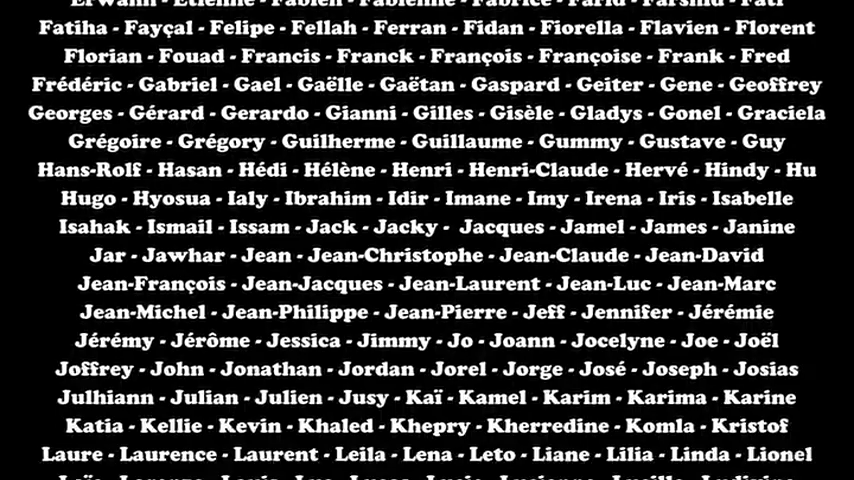 Erwann - Etienne - Fabien - Fabienne - Fabrice - Farid - Farshid - Fati
Fatiha - Fayçal - Felipe - Fellah - Ferran - Fidan - Fiorella - Flavien - Florent
Florian - Fouad - Francis - Franck - François - Françoise - Frank - Fred
Frédéric - Gabriel - Gael - Gaëlle - Gaëtan - Gaspard - Geiter - Gene - Geoffrey
Georges - Gérard - Gerardo - Gianni - Gilles - Gisèle - Gladys - Gonel - Graciela
Grégoire - Grégory - Guilherme - Guillaume - Gummy - Gustave - Guy
Hans-Rolf - Hasan - Hédi - Hélène - Henri - Henri-Claude - Hervé - Hindy - Hu
Hugo - Hyosua - Ialy - Ibrahim - Idir - Imane - Imy - Irena - Iris - Isabelle
Isahak - Ismail - Issam - Jack - Jacky - Jacques - Jamel - James - Janine
Jar - Jawhar - Jean - Jean-Christophe - Jean-Claude - Jean-David
Jean-François - Jean-Jacques - Jean-Laurent - Jean-Luc - Jean-Marc
Jean-Michel - Jean-Philippe - Jean-Pierre - Jeff - Jennifer - Jérémie
Jérémy - Jérôme - Jessica - Jimmy - Jo - Joann - Jocelyne - Joe - Joël
Joffrey - John - Jonathan - Jordan - Jorel - Jorge - José - Joseph - Josias
Julhiann - Julian - Julien - Jusy - Kaï - Kamel - Karim - Karima - Karine
Katia - Kellie - Kevin - Khaled - Khepry - Kherredine - Komla - Kristof
Laure - Laurence - Laurent - Leila - Lena - Leto - Liane - Lilia - Linda - Lionel